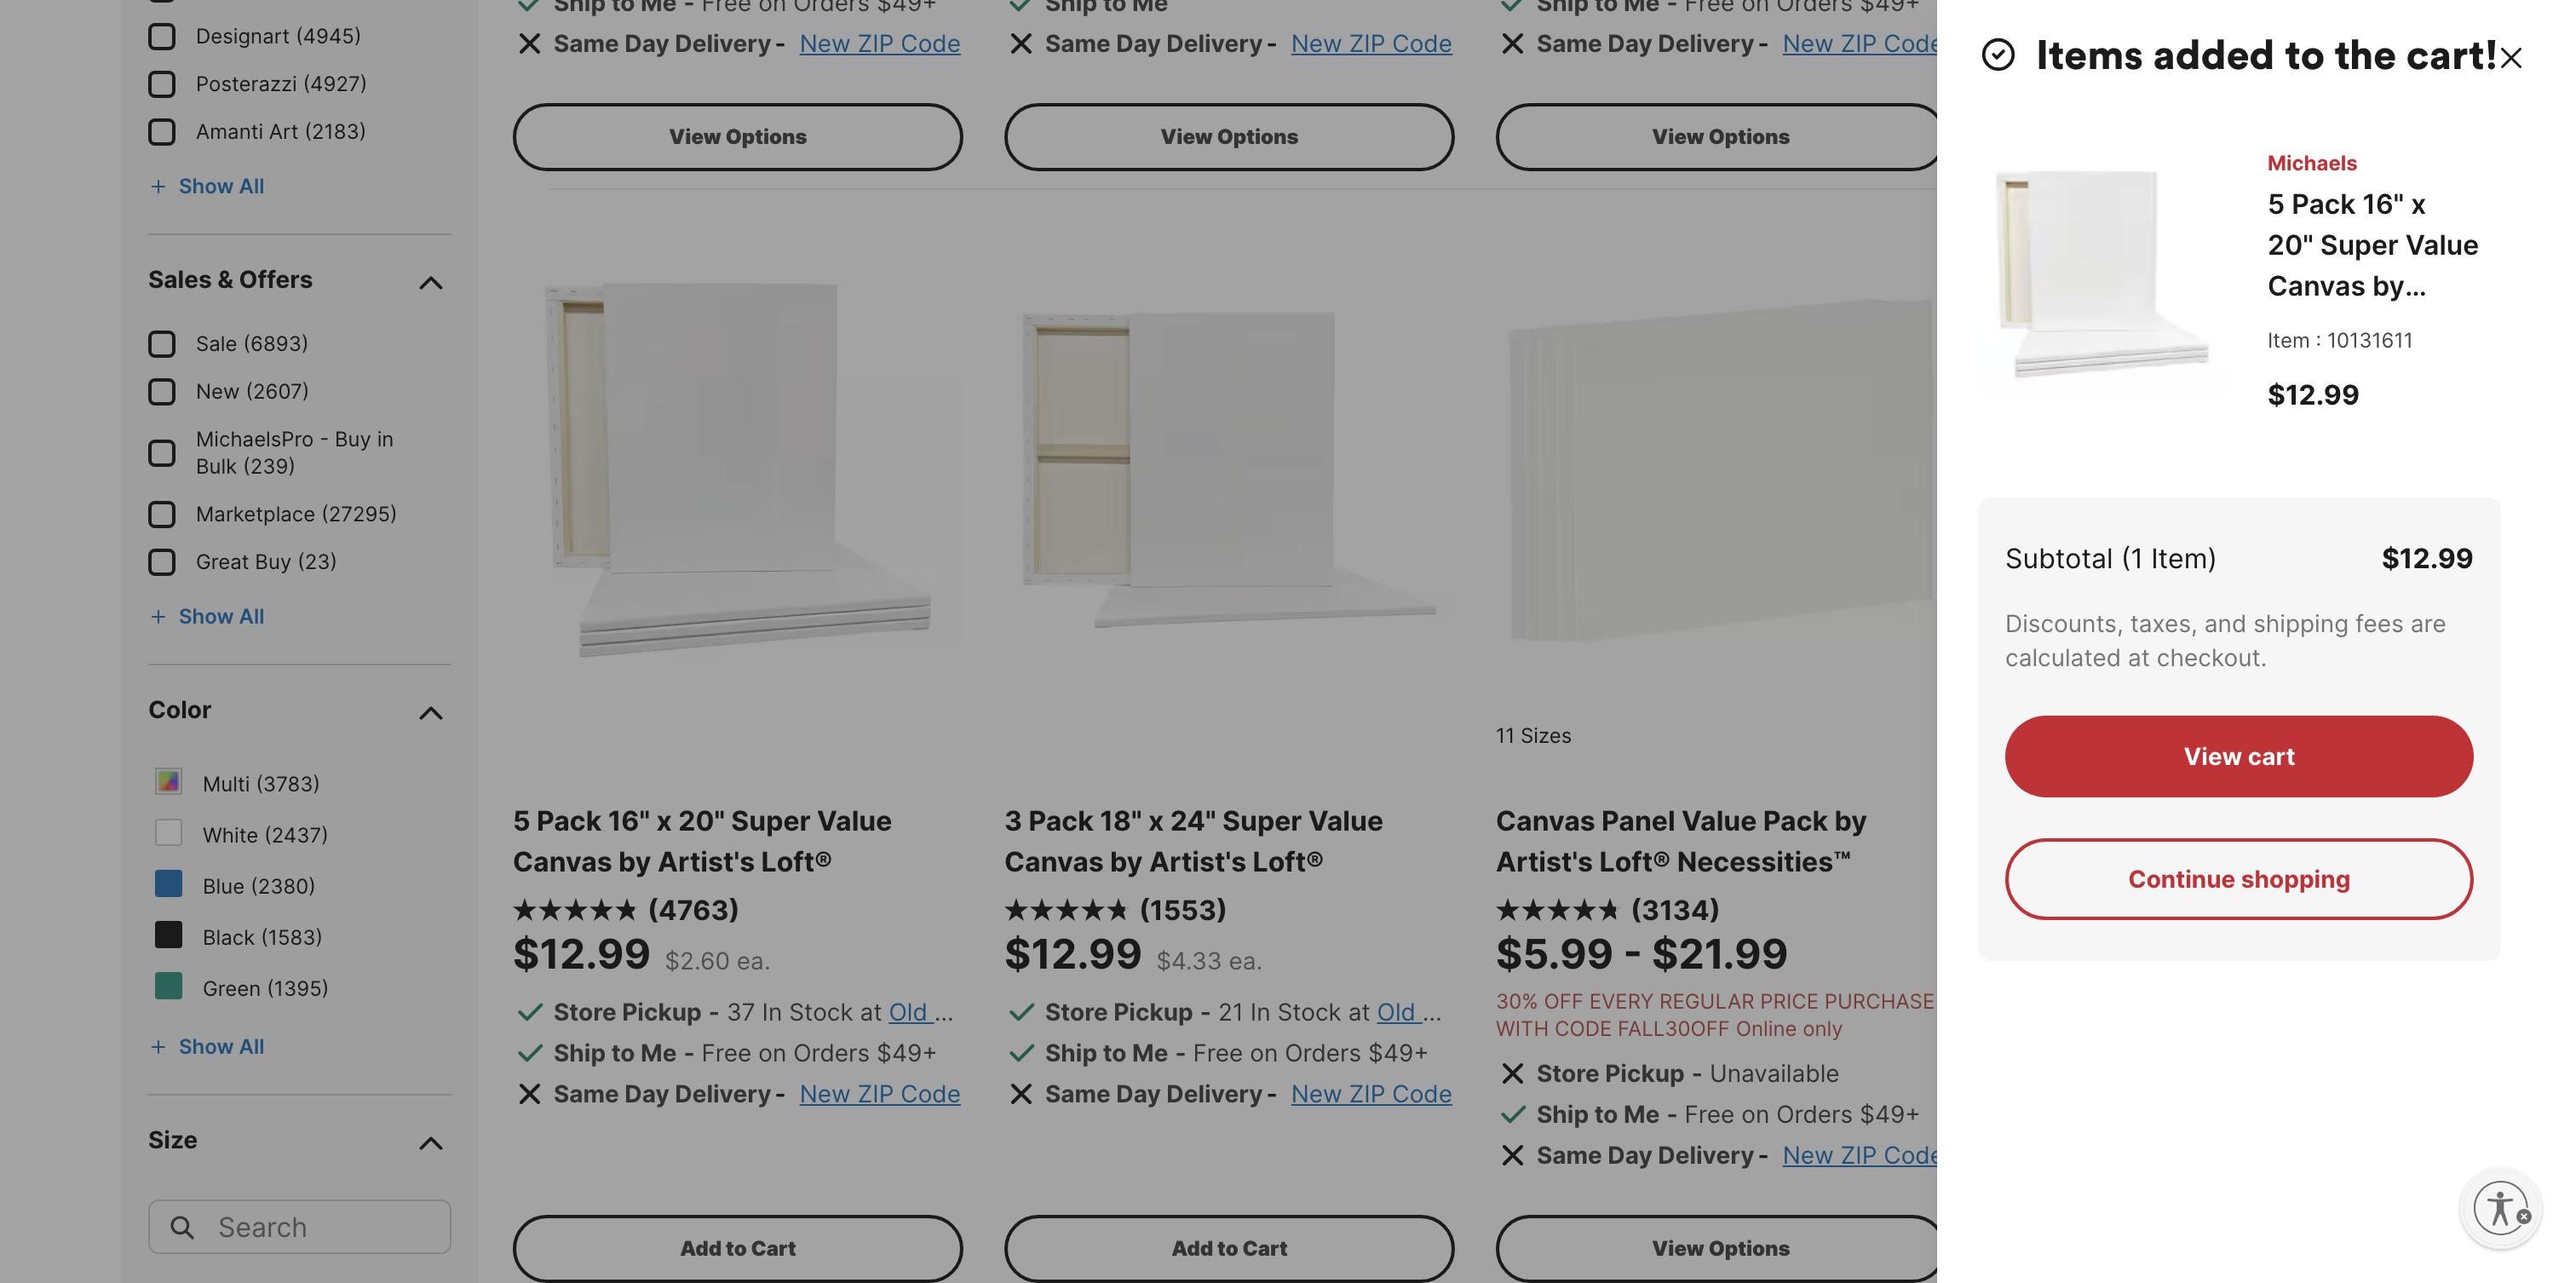 Designart (4945)
Posterazzi (4927)
Amanti Art (2183)
+ Show All
Sales & Offers
Sale (6893)
New (2607)
MichaelsPro - Buy in
Bulk (239)
Marketplace (27295)
Great Buy (23)
+ Show All
Color
Multi (3783)
White (2437)
Blue (2380)
Black (1583)
Green (1395)
+ Show All
Size
Search
Ship to Me - Free on Orders $49+
Same Day Delivery - New ZIP Code
View Options
Ship to Me
Same Day Delivery - New ZIP Code
View Options
Ship to Me - Free on Orders $49+
Same Day Delivery - New ZIP Code
View Options
5 Pack 16" x 20" Super Value
Canvas by Artist's Loft®
★★★★★ (4763)
$12.99 $2.60 ea.
Store Pickup - 37 In Stock at Old ...
Ship to Me - Free on Orders $49+
Same Day Delivery - New ZIP Code
Add to Cart
3 Pack 18" x 24" Super Value
Canvas by Artist's Loft®
★★★★★ (1553)
$12.99 $4.33 ea.
Store Pickup - 21 In Stock at Old ...
Ship to Me - Free on Orders $49+
Same Day Delivery - New ZIP Code
Add to Cart
11 Sizes
Canvas Panel Value Pack by
Artist's Loft® Necessities™
★★★★★ (3134)
$5.99 - $21.99
30% OFF EVERY REGULAR PRICE PURCHASE
WITH CODE FALL30OFF Online only
Store Pickup - Unavailable
Ship to Me - Free on Orders $49+
Same Day Delivery - New ZIP Code
View Options
Items added to the cart!
Michaels
5 Pack 16" x
20" Super Value
Canvas by...
Item : 10131611
$12.99
Subtotal (1 Item) $12.99
Discounts, taxes, and shipping fees are
calculated at checkout.
View cart
Continue shopping